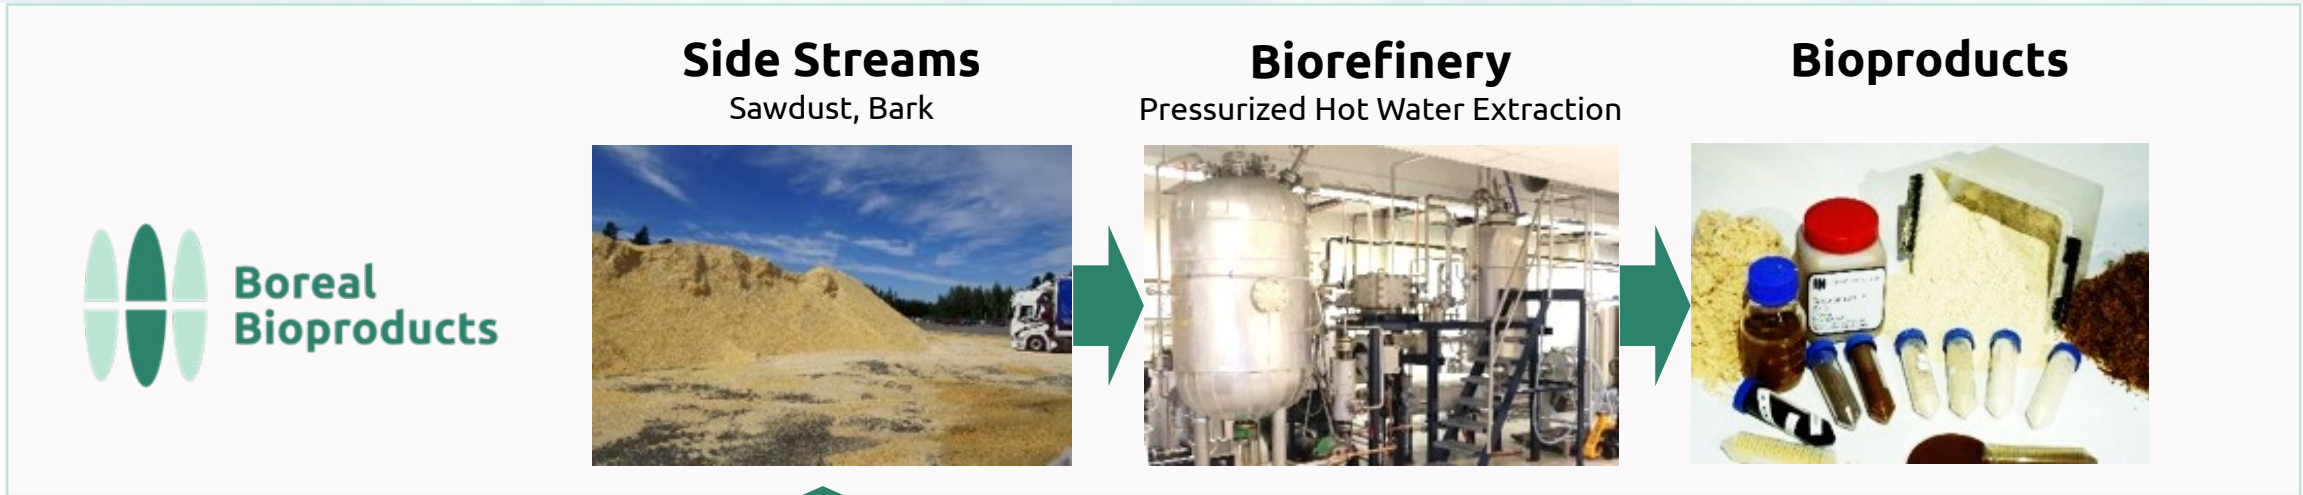 Side Streams
Sawdust, Bark
Biorefinery
Pressurized Hot Water Extraction
Bioproducts
Boreal
Bioproducts